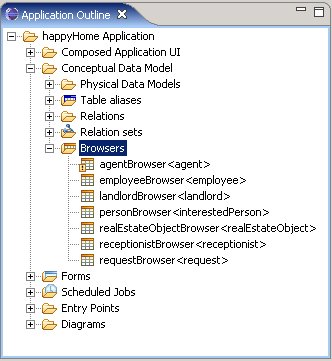 Application Outline
happyHome Application
Composed Application UI
Conceptual Data Model
Physical Data Models
Table aliases
Relations
Relation sets
Browsers
agentBrowser<agent>
employeeBrowser<employee>
landlordBrowser<landlord>
personBrowser<interestedPerson>
realEstateObjectBrowser<realEstateObject>
receptionistBrowser<receptionist>
requestBrowser<request>
Forms
Scheduled Jobs
Entry Points
Diagrams